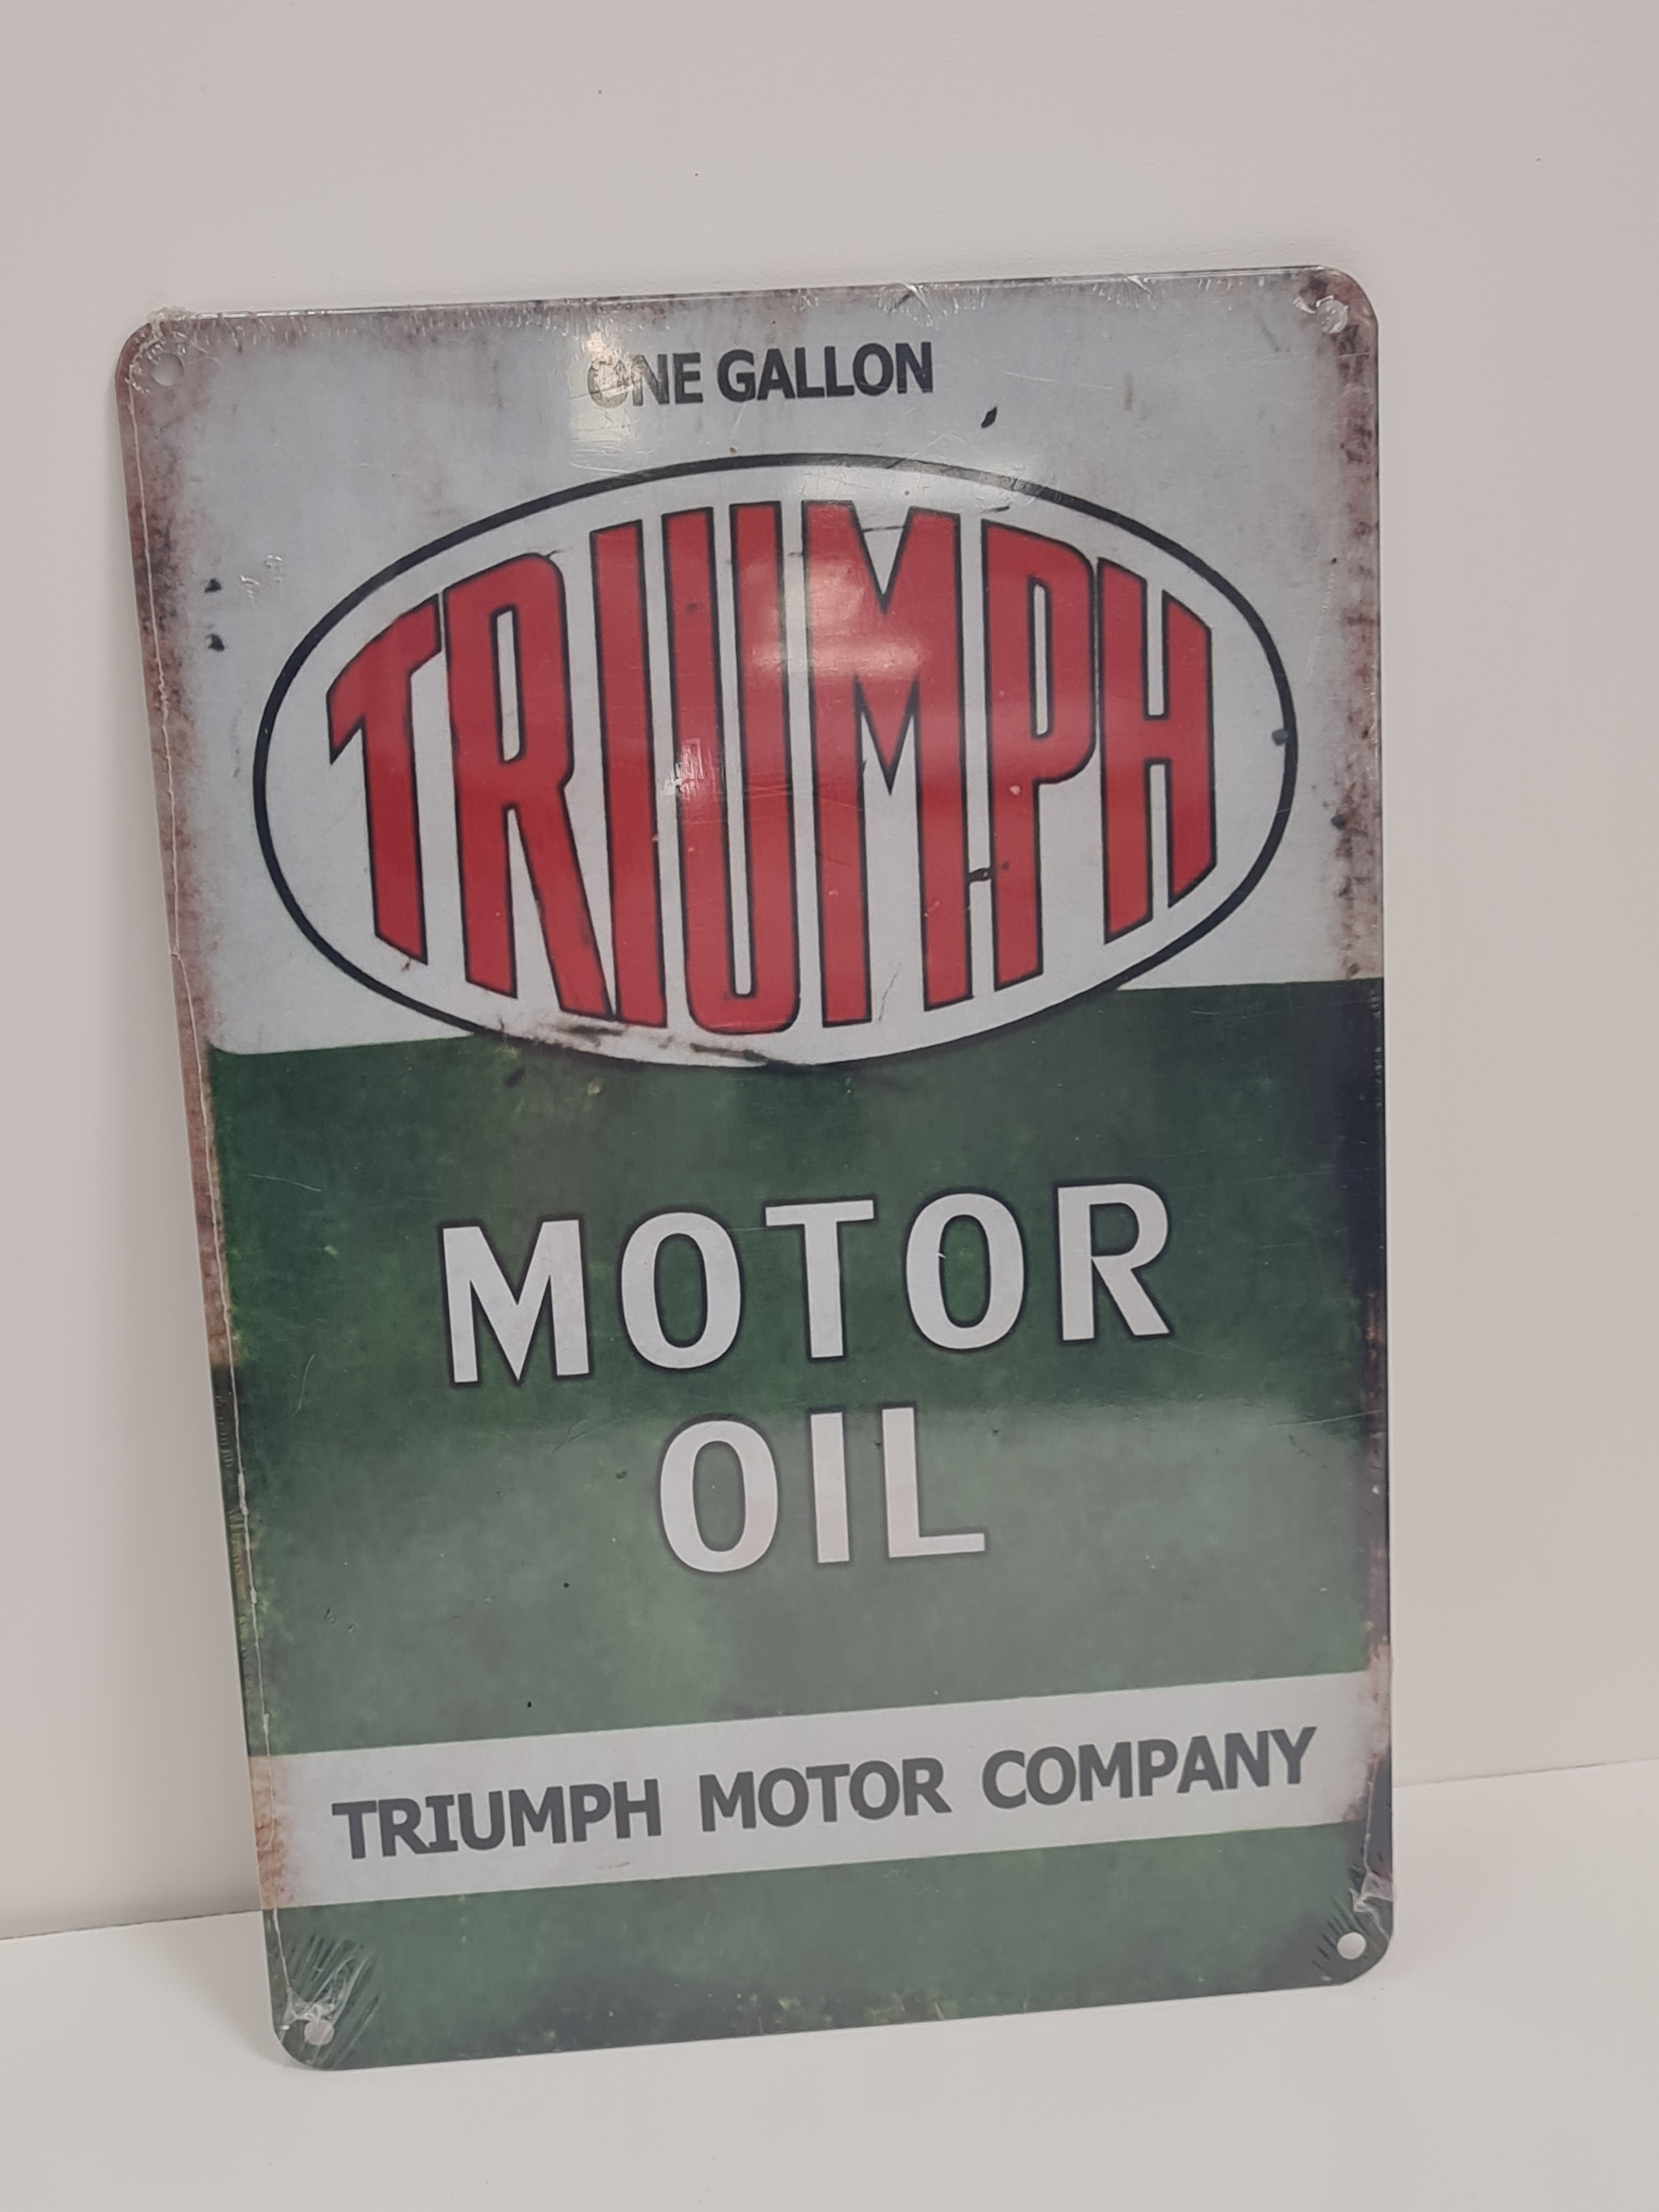 ONE GALLON
TRIUMPH
MOTOR
OIL
TRIUMPH MOTOR COMPANY